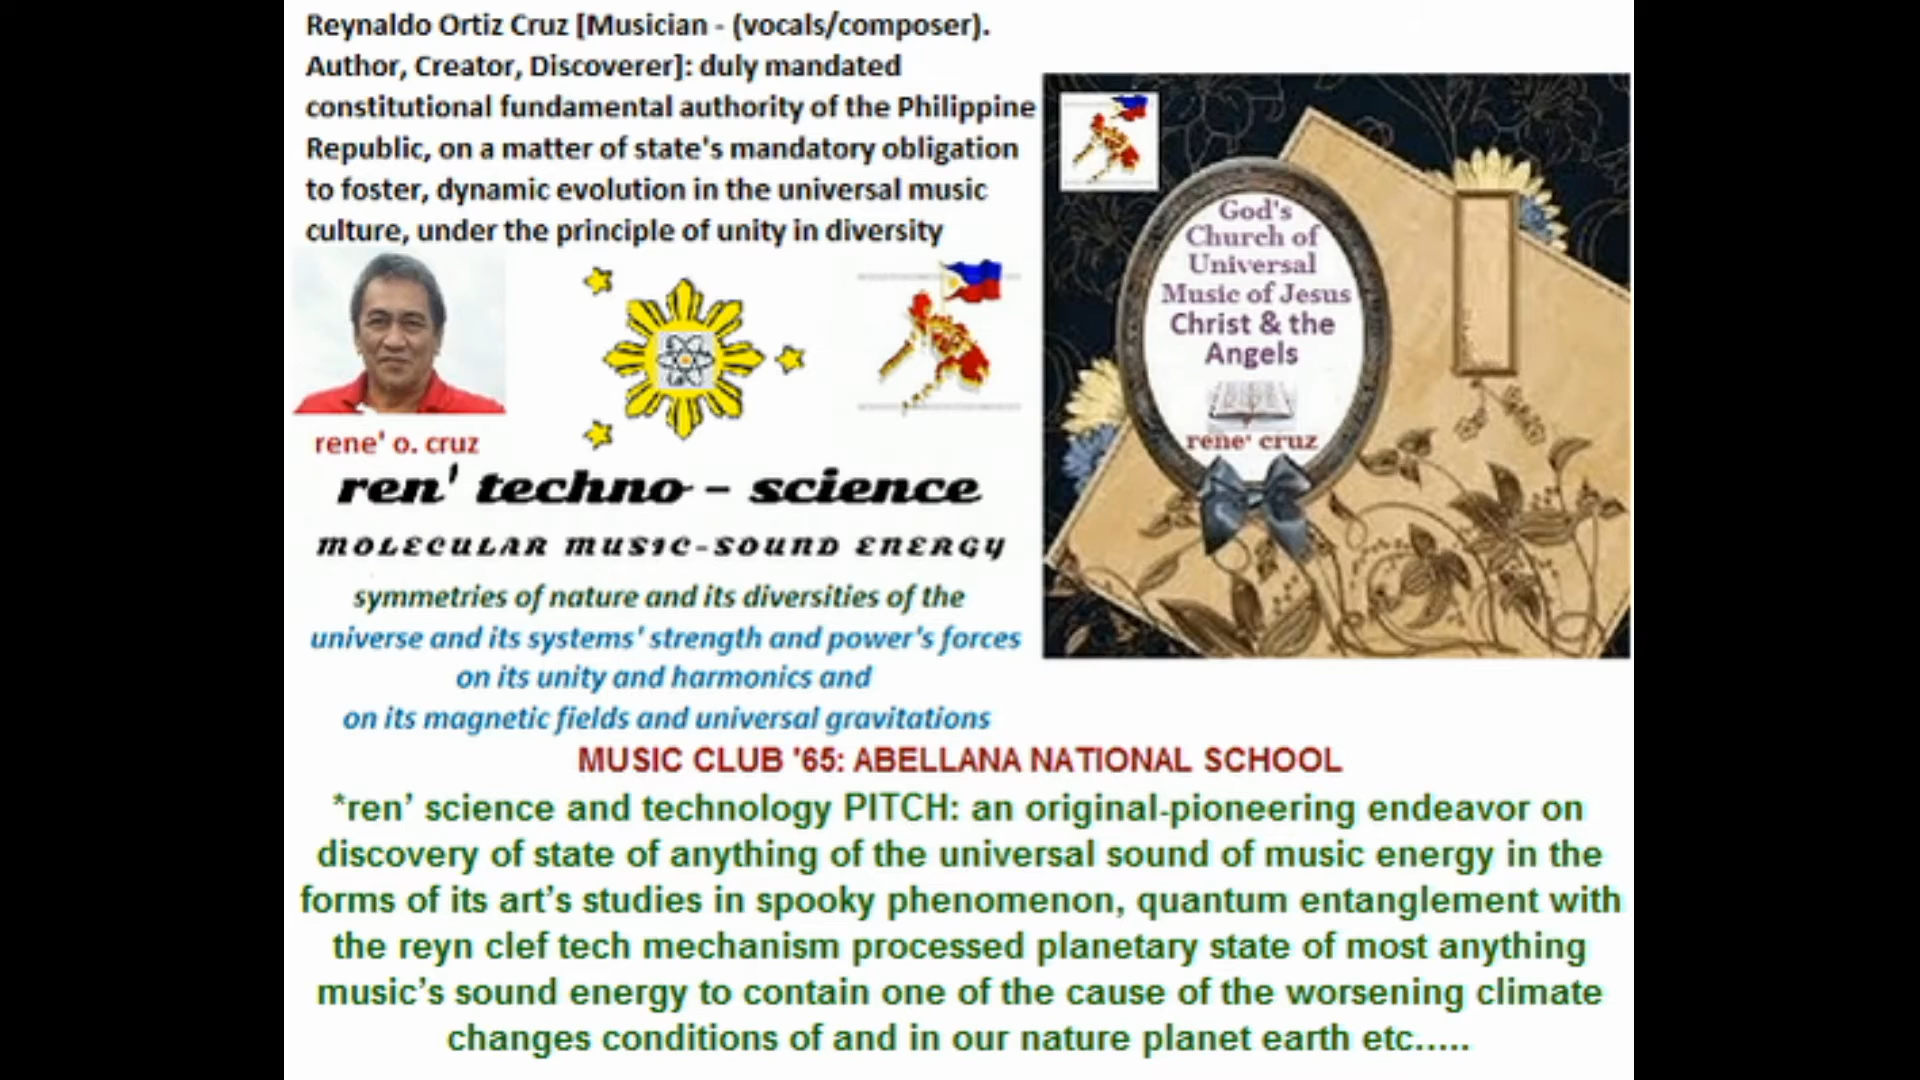 Reynaldo Ortiz Cruz [Musician - (vocals/composer).
Author, Creator, Discoverer]: duly mandated
constitutional fundamental authority of the Philippine
Republic, on a matter of state's mandatory obligation
to foster, dynamic evolution in the universal music
culture, under the principle of unity in diversity
rene' o. cruz
ren' techno - science
MOLECULAR MUSIC-SOUND ENERGY
symmetries of nature and its diversities of the
universe and its systems' strength and power's forces
on its unity and harmonics and
on its magnetic fields and universal gravitations
God's
Church of
Universal
Music of Jesus
Christ & the
Angels
rene' cruz
MUSIC CLUB '65: ABELLANA NATIONAL SCHOOL
*ren’ science and technology PITCH: an original-pioneering endeavor on
discovery of state of anything of the universal sound of music energy in the
forms of its art’s studies in spooky phenomenon, quantum entanglement with
the reyn clef tech mechanism processed planetary state of most anything
music’s sound energy to contain one of the cause of the worsening climate
changes conditions of and in our nature planet earth etc.....